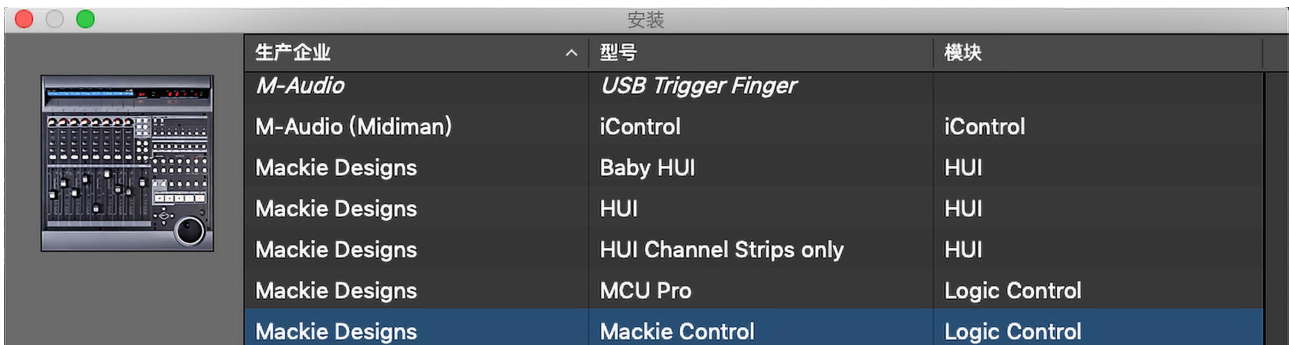 安装
生产企业 型号 模块
M-Audio USB Trigger Finger
M-Audio (Midiman) iControl iControl
Mackie Designs Baby HUI HUI
Mackie Designs HUI HUI
Mackie Designs HUI Channel Strips only HUI
Mackie Designs MCU Pro Logic Control
Mackie Designs Mackie Control Logic Control